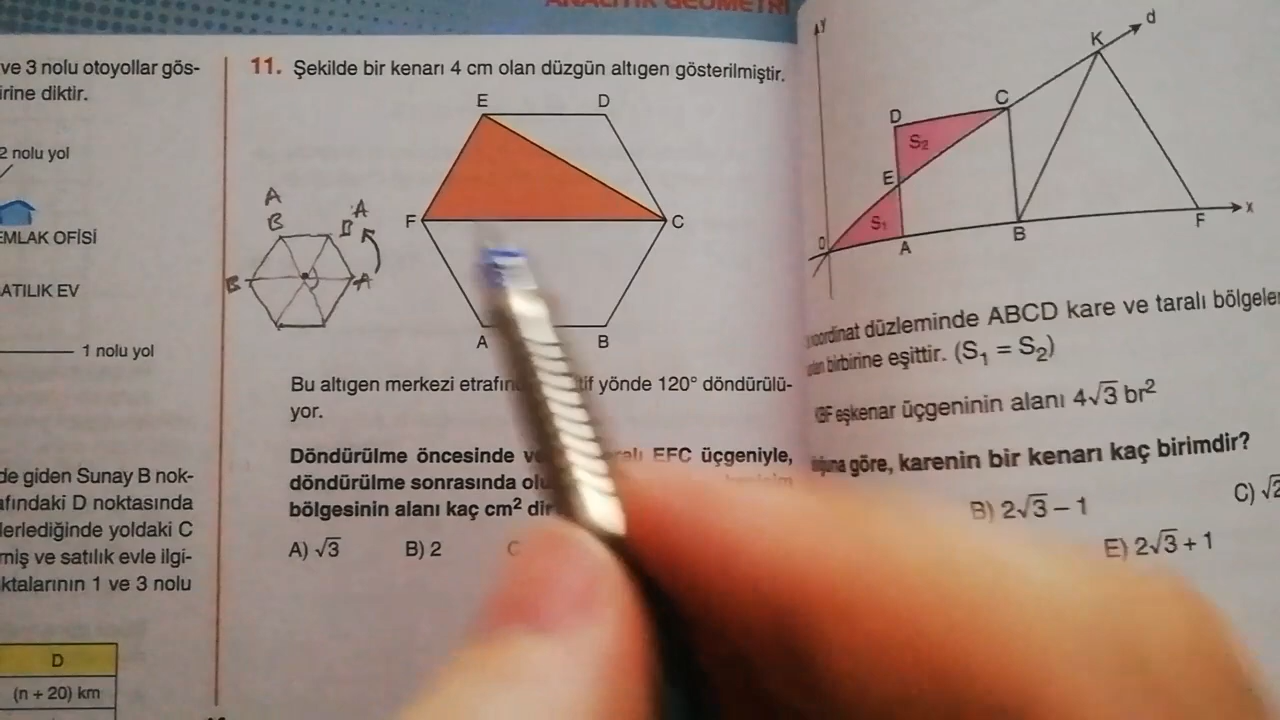 ANALİTİK GEOMETRİ
ve 3 nolu otoyollar gös-
irine diktir.
2 nolu yol
EMLAK OFİSİ
ATILIK EV
1 nolu yol
de giden Sunay B nok-
afındaki D noktasında
lerlediğinde yoldaki C
miş ve satılık evle ilgi-
ktalarının 1 ve 3 nolu
D
(n + 20) km
11. Şekilde bir kenarı 4 cm olan düzgün altıgen gösterilmiştir.
E D
F C
A B
A
B B A
B A
Bu altıgen merkezi etrafın tif yönde 120° döndürülü-
yor.
Döndürülme öncesinde ve ralı EFC üçgeniyle,
döndürülme sonrasında olu
bölgesinin alanı kaç cm² dir
A) √3 B) 2 C
y
K d
D C
S₂
E
S₁
0 A B F x
oordinat düzleminde ABCD kare ve taralı bölgeler
birbirine eşittir. (S₁ = S₂)
eşkenar üçgeninin alanı 4√3 br²
göre, karenin bir kenarı kaç birimdir?
B) 2√3 – 1 C) √2
E) 2√3 + 1